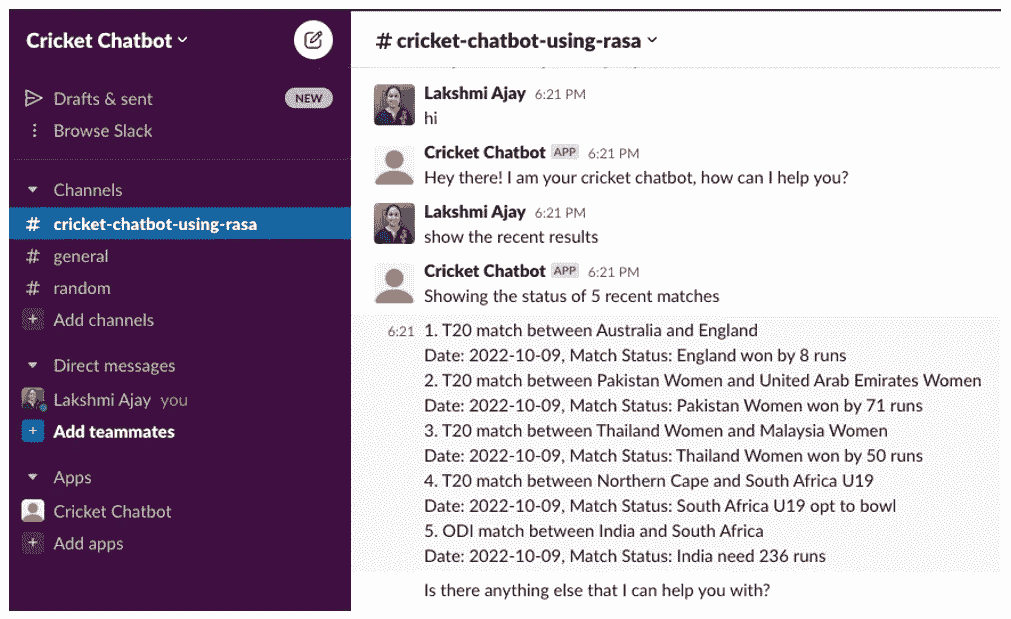 Cricket Chatbot
Drafts & sent NEW
Browse Slack
Channels
# cricket-chatbot-using-rasa
# general
# random
+ Add channels
Direct messages
Lakshmi Ajay you
+ Add teammates
Apps
Cricket Chatbot
+ Add apps
# cricket-chatbot-using-rasa
Lakshmi Ajay 6:21 PM
hi
Cricket Chatbot APP 6:21 PM
Hey there! I am your cricket chatbot, how can I help you?
Lakshmi Ajay 6:21 PM
show the recent results
Cricket Chatbot APP 6:21 PM
Showing the status of 5 recent matches
6:21 1. T20 match between Australia and England
Date: 2022-10-09, Match Status: England won by 8 runs
2. T20 match between Pakistan Women and United Arab Emirates Women
Date: 2022-10-09, Match Status: Pakistan Women won by 71 runs
3. T20 match between Thailand Women and Malaysia Women
Date: 2022-10-09, Match Status: Thailand Women won by 50 runs
4. T20 match between Northern Cape and South Africa U19
Date: 2022-10-09, Match Status: South Africa U19 opt to bowl
5. ODI match between India and South Africa
Date: 2022-10-09, Match Status: India need 236 runs
Is there anything else that I can help you with?